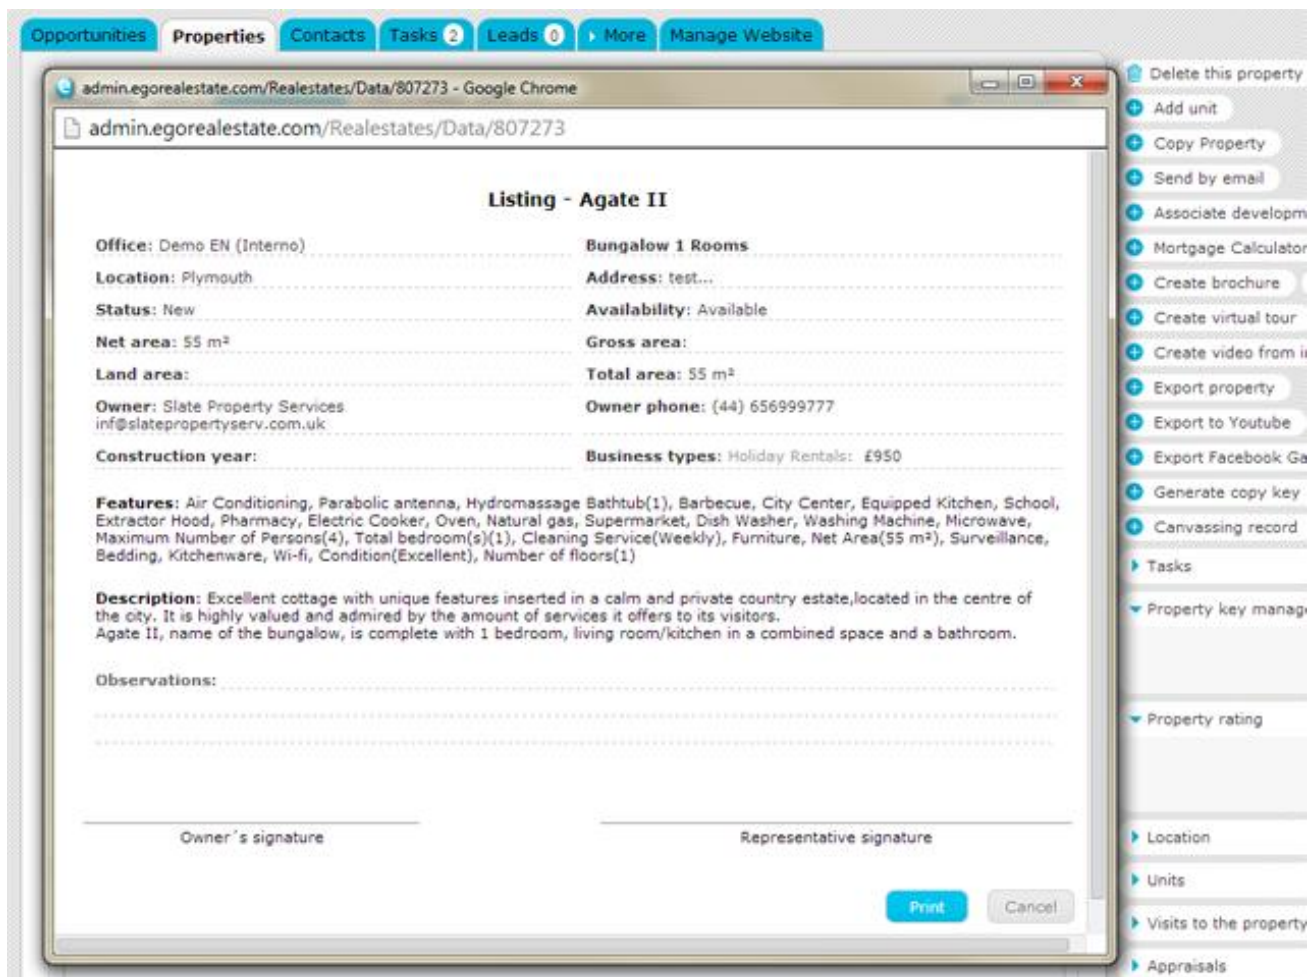 Opportunities Properties Contacts Tasks 2 Leads 0 More Manage Website
admin.egorealestate.com/Realestates/Data/807273 - Google Chrome
admin.egorealestate.com/Realestates/Data/807273
Listing - Agate II
Office: Demo EN (Interno) Bungalow 1 Rooms
Location: Plymouth Address: test...
Status: New Availability: Available
Net area: 55 m² Gross area:
Land area: Total area: 55 m²
Owner: Slate Property Services Owner phone: (44) 656999777
inf@slatepropertyserv.com.uk
Construction year: Business types: Holiday Rentals: £950
Features: Air Conditioning, Parabolic antenna, Hydromassage Bathtub(1), Barbecue, City Center, Equipped Kitchen, School,
Extractor Hood, Pharmacy, Electric Cooker, Oven, Natural gas, Supermarket, Dish Washer, Washing Machine, Microwave,
Maximum Number of Persons(4), Total bedroom(s)(1), Cleaning Service(Weekly), Furniture, Net Area(55 m²), Surveillance,
Bedding, Kitchenware, Wi-fi, Condition(Excellent), Number of floors(1)
Description: Excellent cottage with unique features inserted in a calm and private country estate,located in the centre of
the city. It is highly valued and admired by the amount of services it offers to its visitors.
Agate II, name of the bungalow, is complete with 1 bedroom, living room/kitchen in a combined space and a bathroom.
Observations:
Owner´s signature Representative signature
Print Cancel
Delete this property
Add unit
Copy Property
Send by email
Associate developm
Mortgage Calculator
Create brochure
Create virtual tour
Create video from i
Export property
Export to Youtube
Export Facebook Ga
Generate copy key
Canvassing record
Tasks
Property key manage
Property rating
Location
Units
Visits to the property
Appraisals